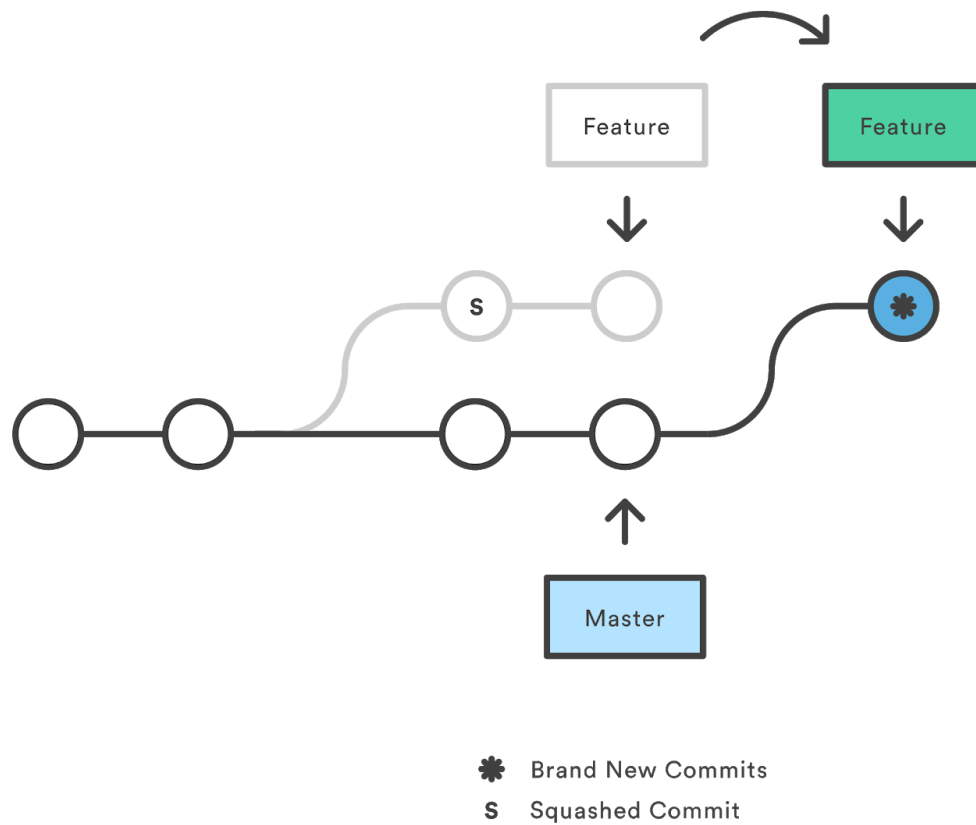 Feature
Feature
S
✱
Master
✱ Brand New Commits
S Squashed Commit